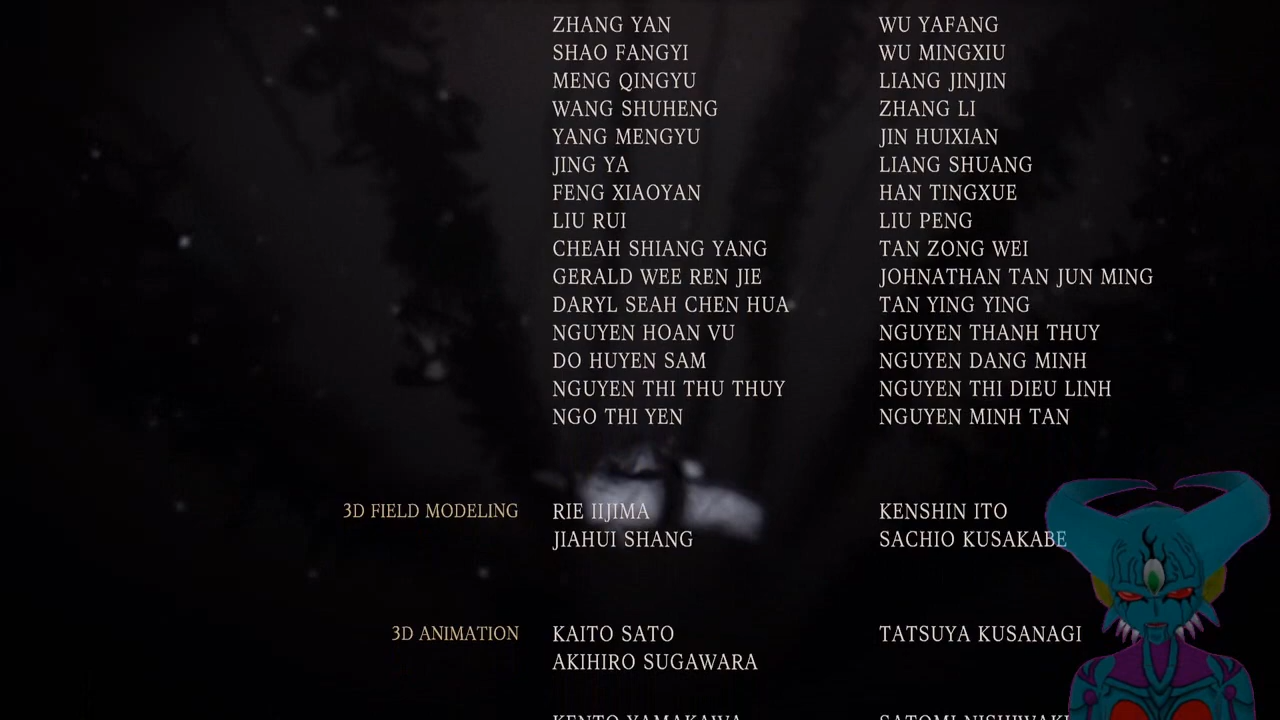 ZHANG YAN WU YAFANG
SHAO FANGYI WU MINGXIU
MENG QINGYU LIANG JINJIN
WANG SHUHENG ZHANG LI
YANG MENGYU JIN HUIXIAN
JING YA LIANG SHUANG
FENG XIAOYAN HAN TINGXUE
LIU RUI LIU PENG
CHEAH SHIANG YANG TAN ZONG WEI
GERALD WEE REN JIE JOHNATHAN TAN JUN MING
DARYL SEAH CHEN HUA TAN YING YING
NGUYEN HOAN VU NGUYEN THANH THUY
DO HUYEN SAM NGUYEN DANG MINH
NGUYEN THI THU THUY NGUYEN THI DIEU LINH
NGO THI YEN NGUYEN MINH TAN
3D FIELD MODELING RIE IIJIMA KENSHIN ITO
JIAHUI SHANG SACHIO KUSAKABE
3D ANIMATION KAITO SATO TATSUYA KUSANAGI
AKIHIRO SUGAWARA
KENTO YAMAKAWA SATOMI NISHIWAKI